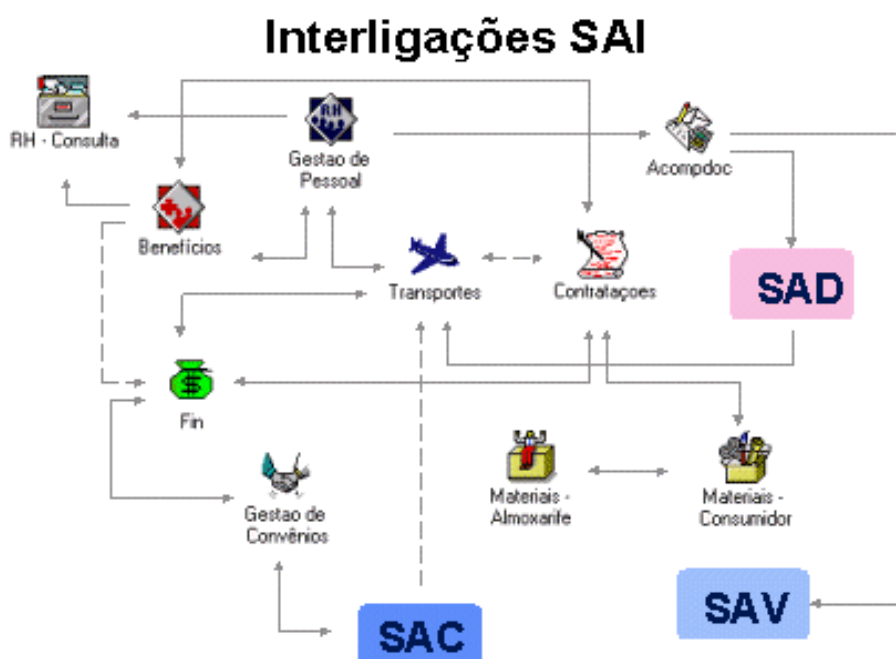 Interligações SAI
RH - Consulta
RH
Gestao de
Pessoal
Acompdoc
Benefícios
Transportes
Contrataçoes
SAD
$
Fin
Gestao de
Convênios
Materiais -
Almoxarife
Materiais -
Consumidor
SAC
SAV